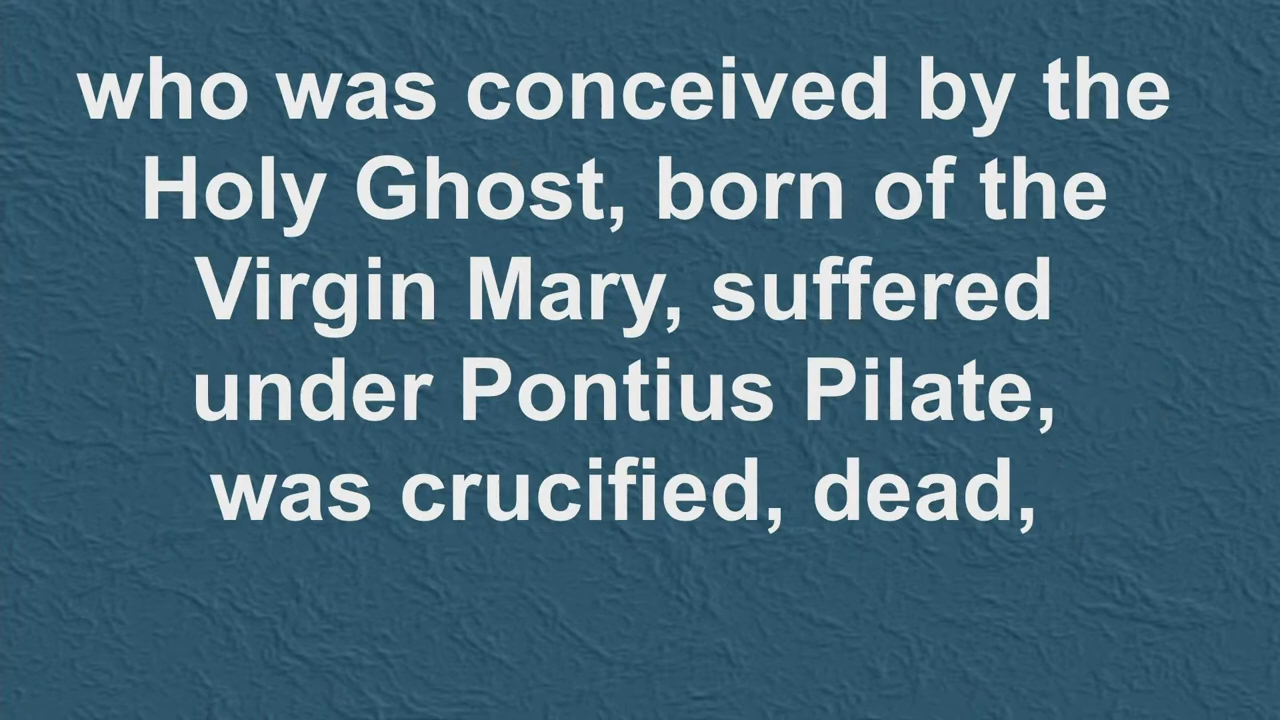 who was conceived by the
Holy Ghost, born of the
Virgin Mary, suffered
under Pontius Pilate,
was crucified, dead,